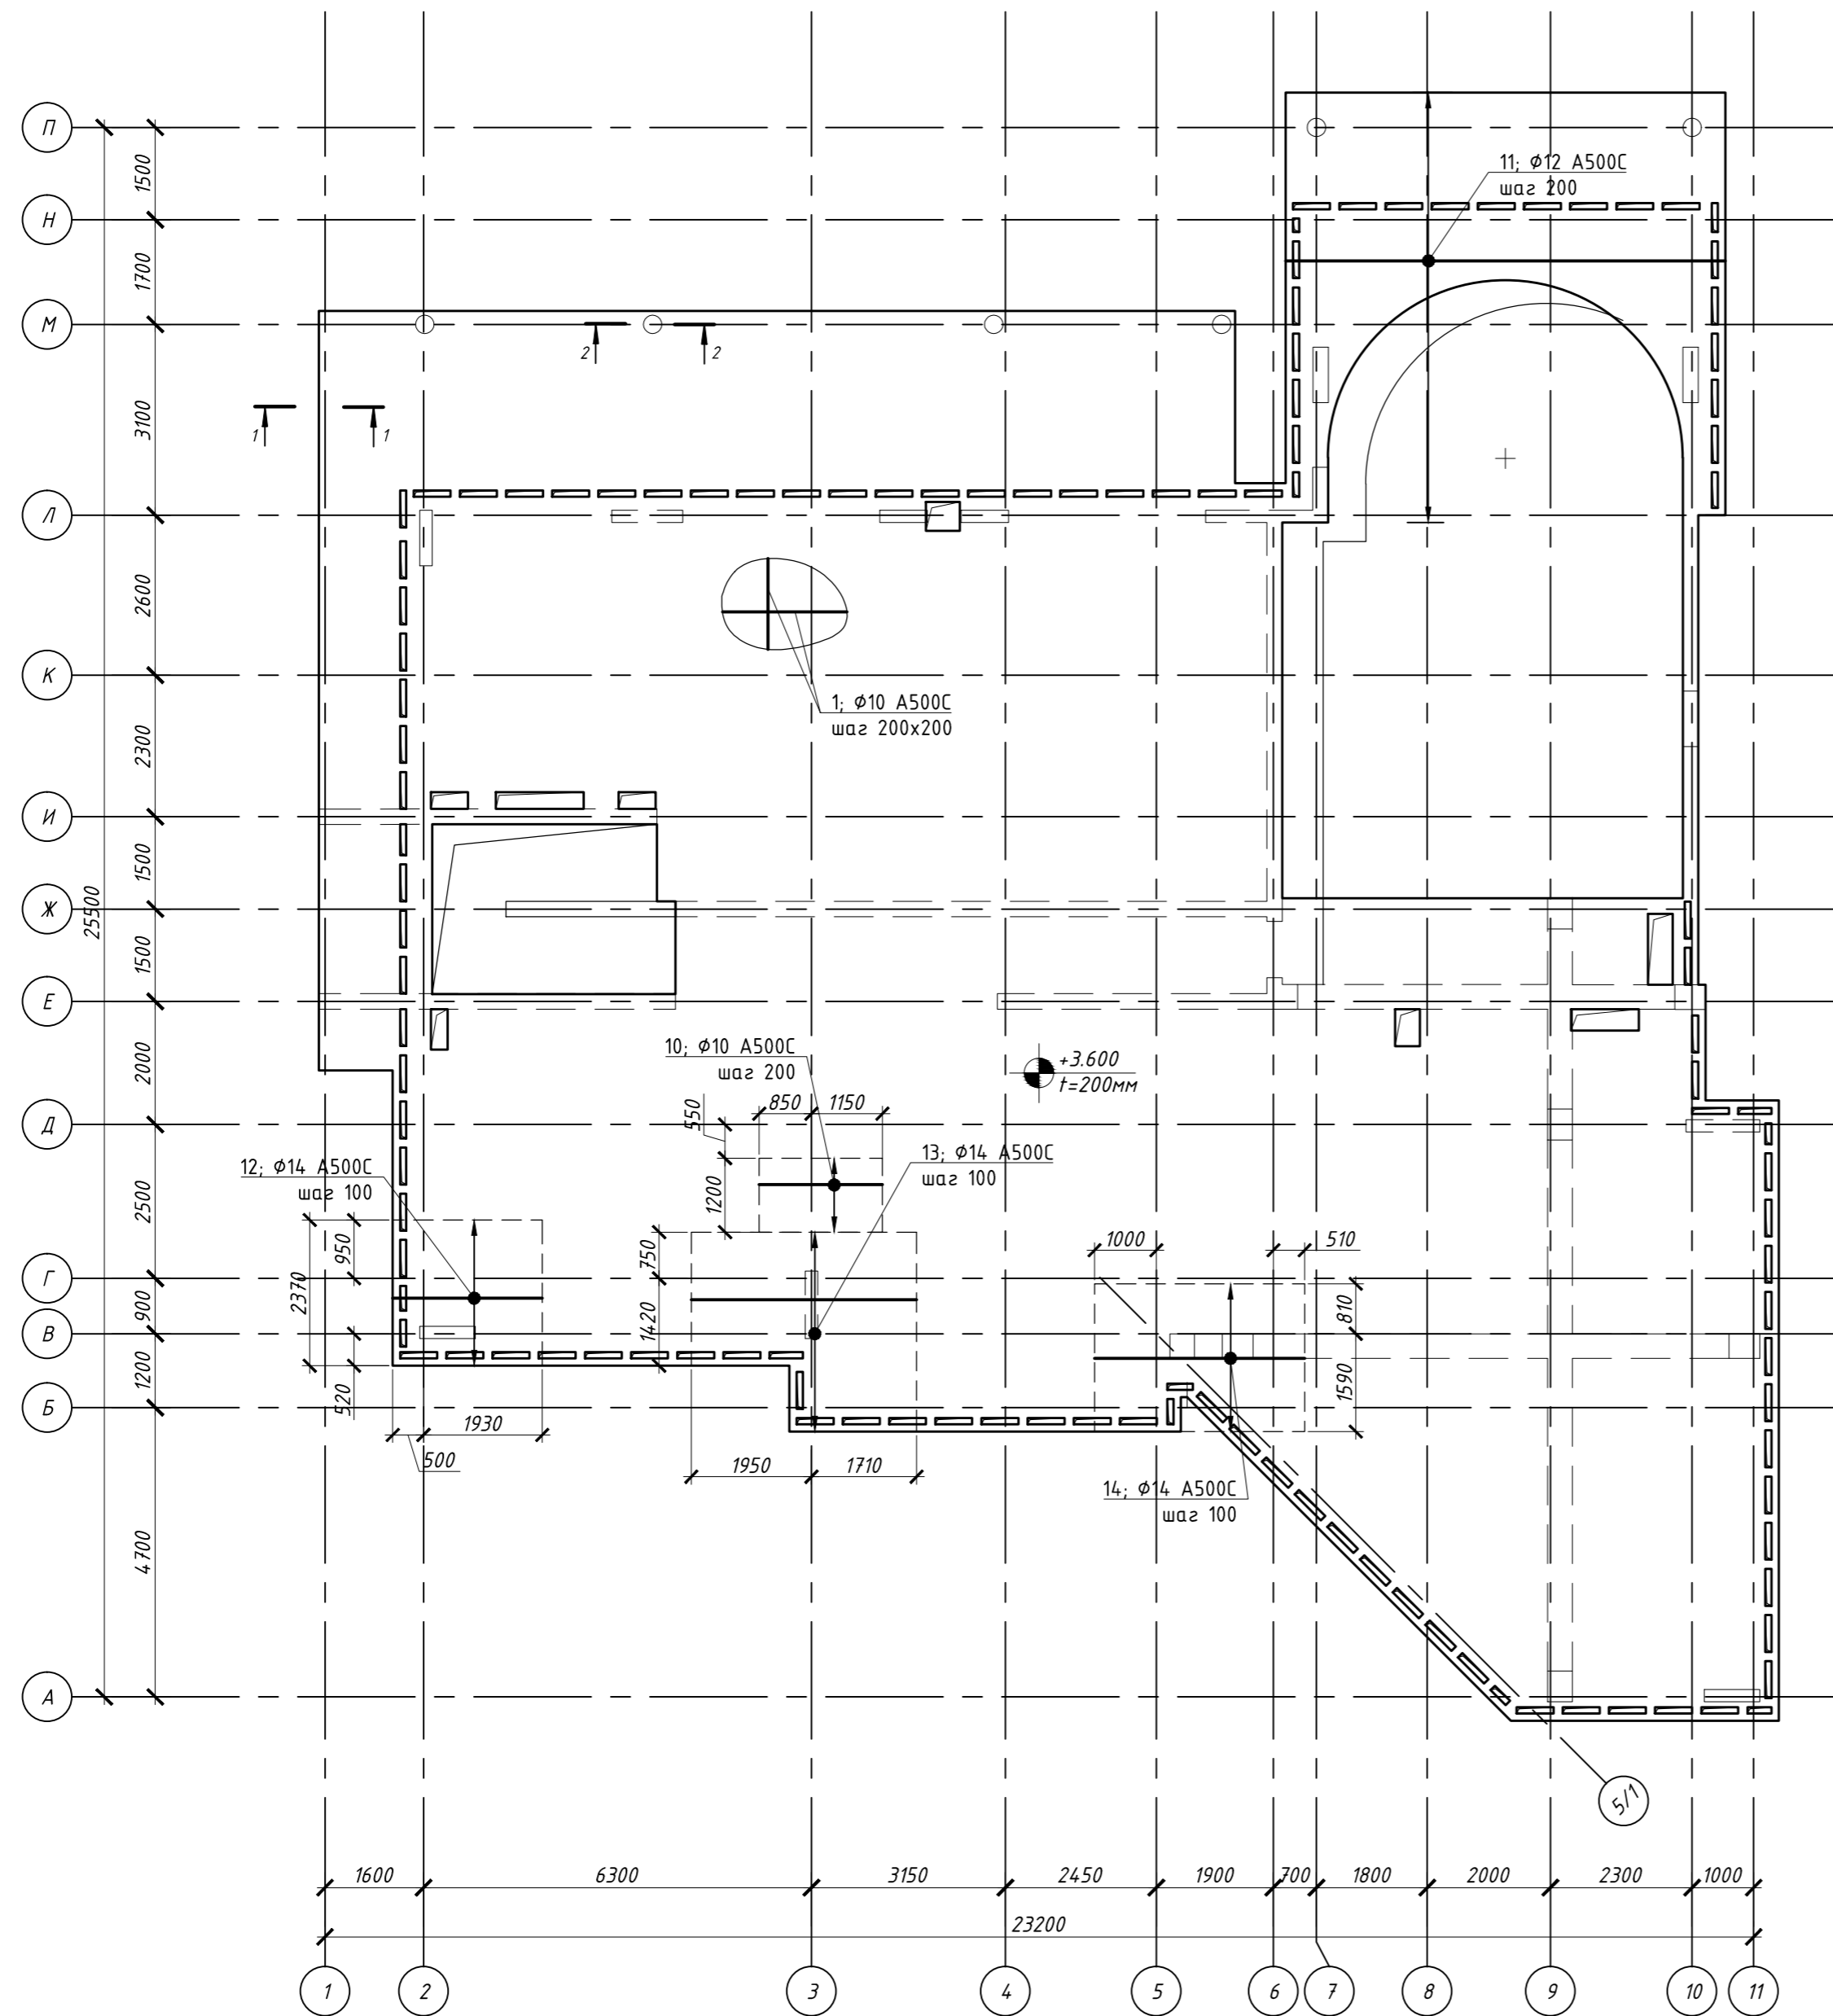 П
1500
11; Ф12 А500С
шаг 200
Н
1700
М
2
2
3100
1
1
Л
2600
К
1; Ф10 А500С
шаг 200х200
2300
И
1500
25500
Ж
1500
Е
2000
10; Ф10 А500С
шаг 200
+3.600
t=200мм
550
850
1150
Д
12; Ф14 А500С
шаг 100
13; Ф14 А500С
шаг 100
1200
2500
950
750
1000
510
2370
Г
900
1420
810
В
1200
520
1590
Б
1930
500
1950
1710
14; Ф14 А500С
шаг 100
4700
А
5/1
1600
6300
3150
2450
1900
700
1800
2000
2300
1000
23200
1
2
3
4
5
6
7
8
9
10
11